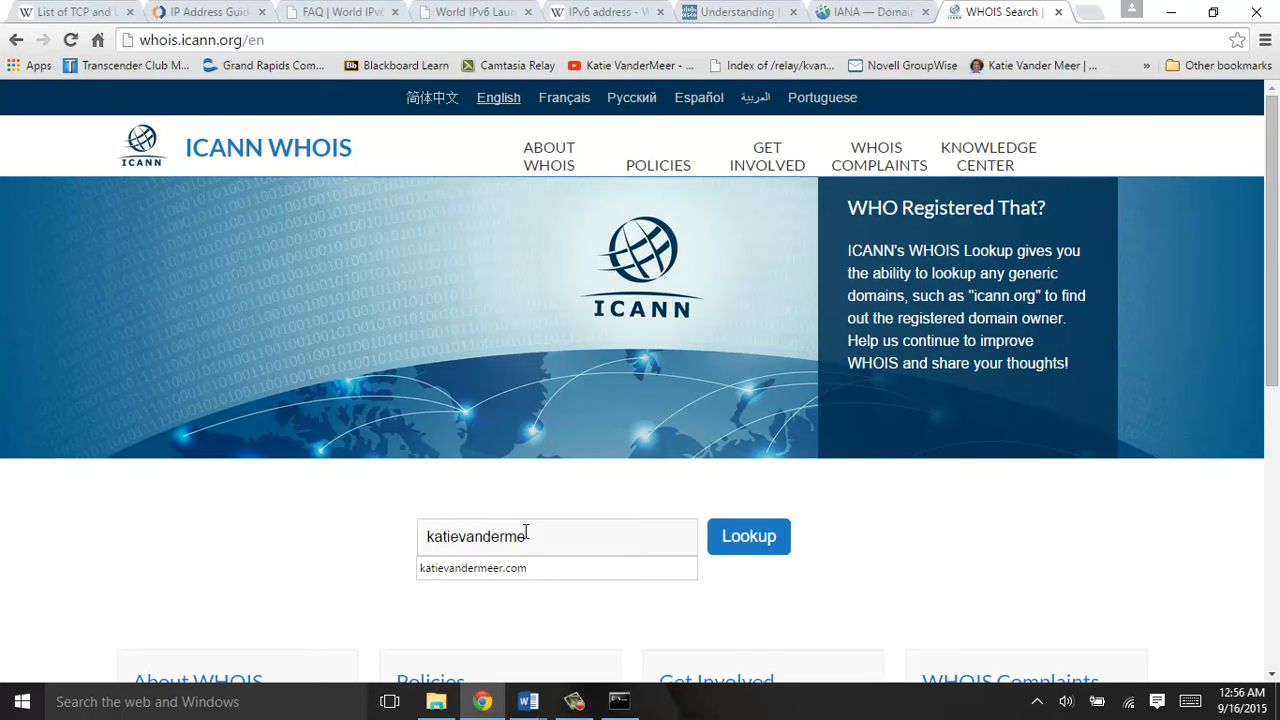 List of TCP and U
IP Address Guid
FAQ | World IPv6
World IPv6 Laun
IPv6 address - W
Understanding I
IANA — Domai
WHOIS Search |
whois.icann.org/en
Apps
Transcender Club M...
Grand Rapids Com...
Blackboard Learn
Camtasia Relay
Katie VanderMeer - ...
Index of /relay/kvan...
Novell GroupWise
Katie Vander Meer | ...
Other bookmarks
简体中文 English Français Русский Español العربية Portuguese
ICANN
ICANN WHOIS
ABOUT
WHOIS
POLICIES
GET
INVOLVED
WHOIS
COMPLAINTS
KNOWLEDGE
CENTER
ICANN
WHO Registered That?
ICANN's WHOIS Lookup gives you
the ability to lookup any generic
domains, such as "icann.org" to find
out the registered domain owner.
Help us continue to improve
WHOIS and share your thoughts!
katievanderme
Lookup
katievandermeer.com
About WHOIS
Policies
Get Involved
WHOIS Complaints
Search the web and Windows
12:56 AM
9/16/2015